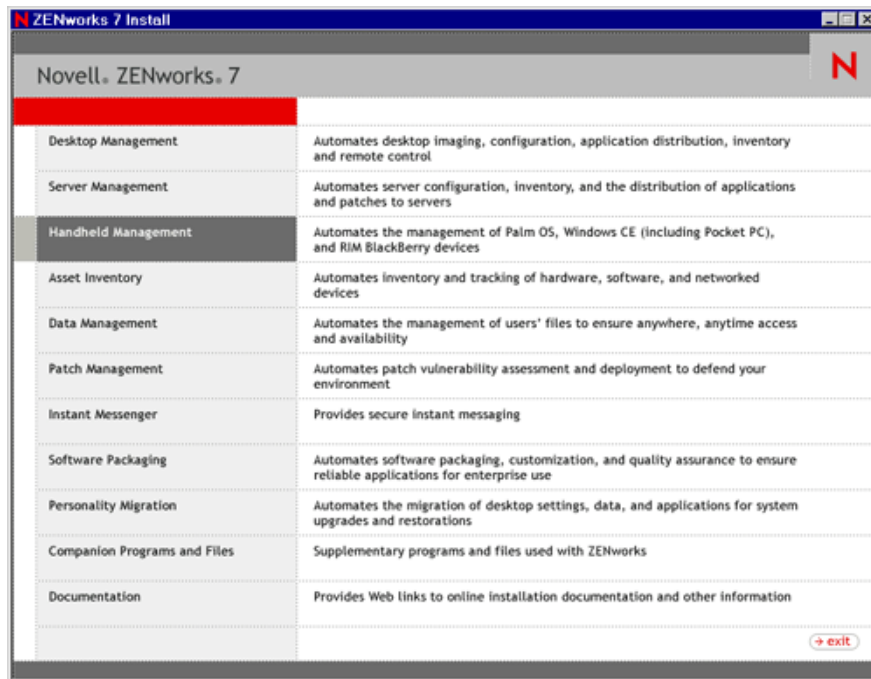 N ZENworks 7 Install
Novell® ZENworks® 7
N
Desktop Management
Automates desktop imaging, configuration, application distribution, inventory
and remote control
Server Management
Automates server configuration, inventory, and the distribution of applications
and patches to servers
Handheld Management
Automates the management of Palm OS, Windows CE (including Pocket PC),
and RIM BlackBerry devices
Asset Inventory
Automates inventory and tracking of hardware, software, and networked
devices
Data Management
Automates the management of users' files to ensure anywhere, anytime access
and availability
Patch Management
Automates patch vulnerability assessment and deployment to defend your
environment
Instant Messenger
Provides secure instant messaging
Software Packaging
Automates software packaging, customization, and quality assurance to ensure
reliable applications for enterprise use
Personality Migration
Automates the migration of desktop settings, data, and applications for system
upgrades and restorations
Companion Programs and Files
Supplementary programs and files used with ZENworks
Documentation
Provides Web links to online installation documentation and other information
→ exit